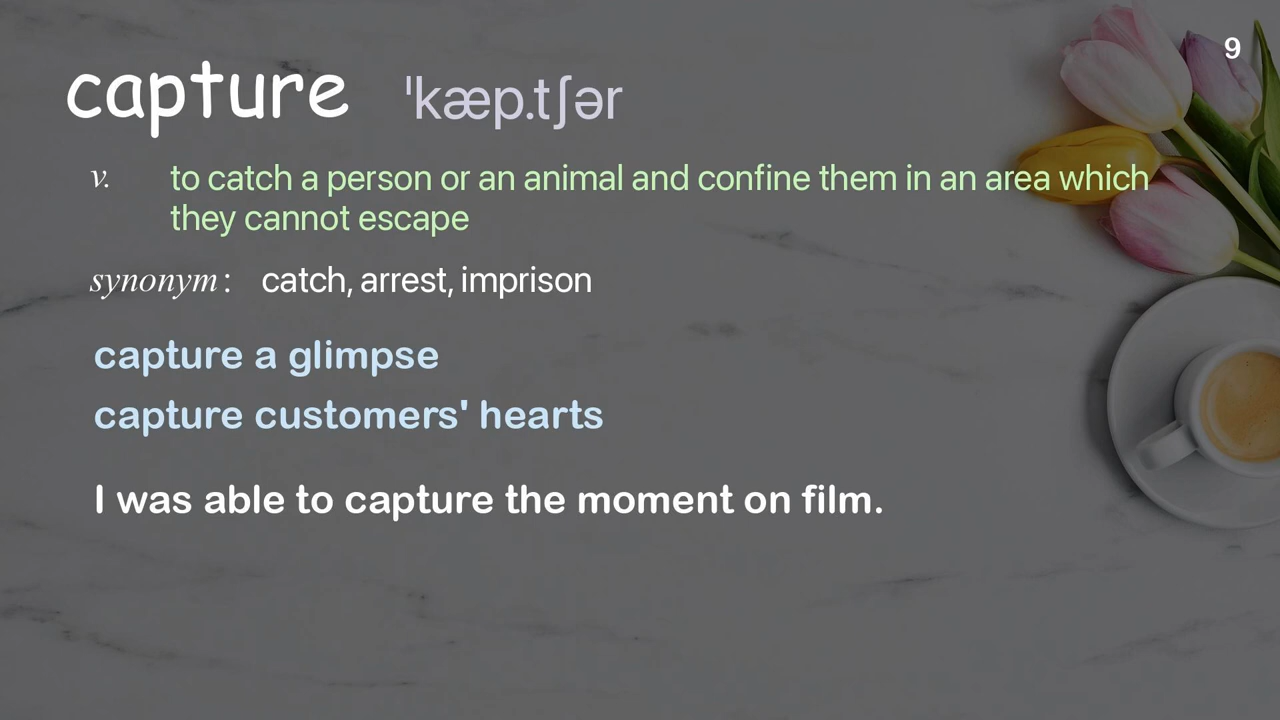 9
capture ˈkæp.tʃər
v. to catch a person or an animal and confine them in an area which
they cannot escape
synonym: catch, arrest, imprison
capture a glimpse
capture customers' hearts
I was able to capture the moment on film.